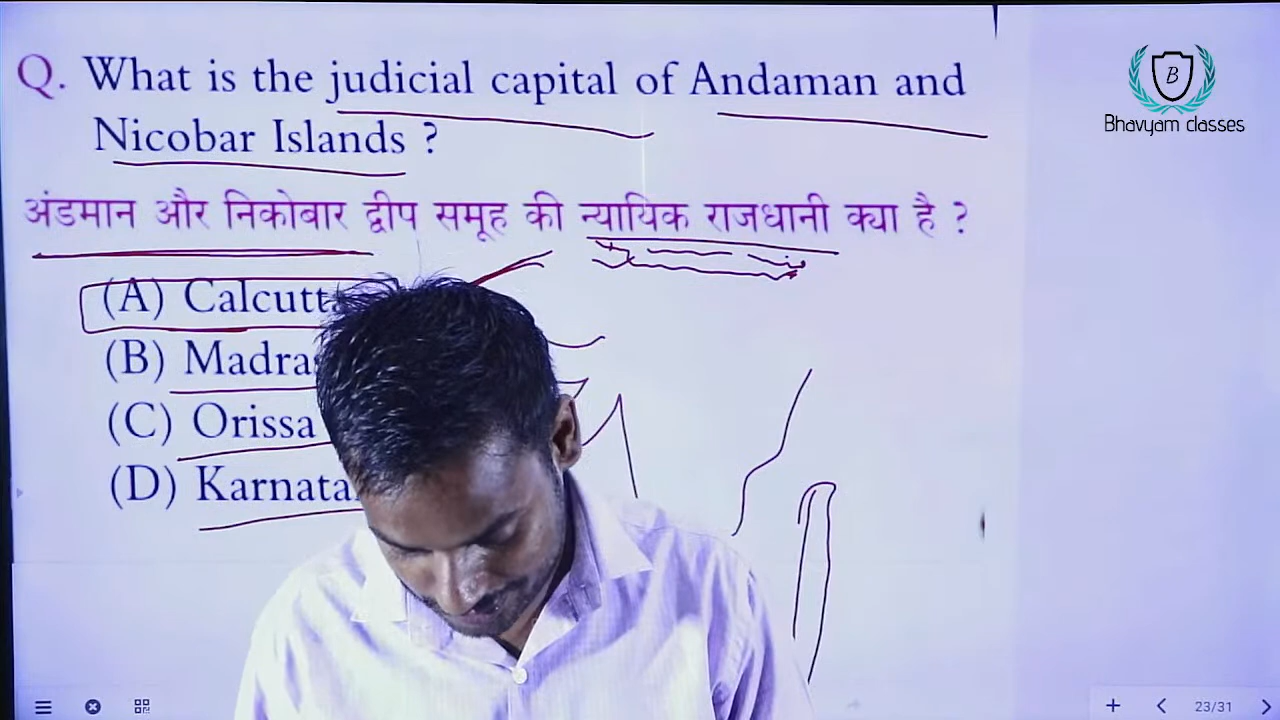 Q. What is the judicial capital of Andaman and
Nicobar Islands ?
अंडमान और निकोबार द्वीप समूह की न्यायिक राजधानी क्या है ?
(A) Calcutt
(B) Madra
(C) Orissa
(D) Karnata
B
Bhavyam classes
23/31